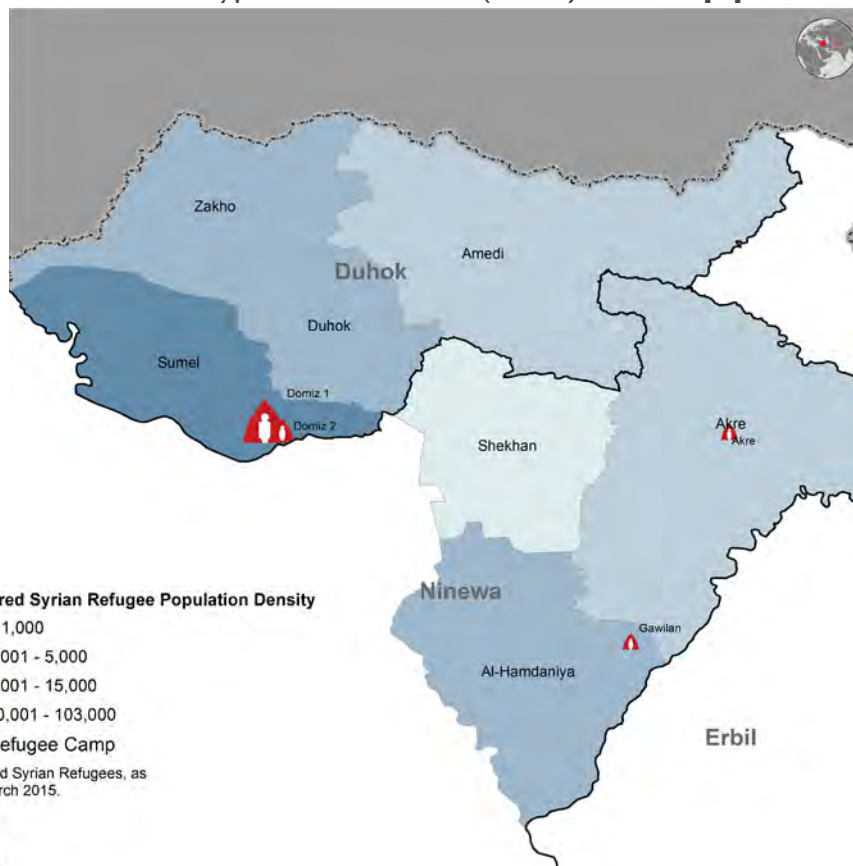 Zakho
Amedi
Duhok
Duhok
Sumel
Domiz 1
Domiz 2
Akre
Akre
Shekhan
Ninewa
Gawilan
Al-Hamdaniya
Erbil
red Syrian Refugee Population Density
1,000
001 - 5,000
001 - 15,000
0,001 - 103,000
efugee Camp
d Syrian Refugees, as
rch 2015.